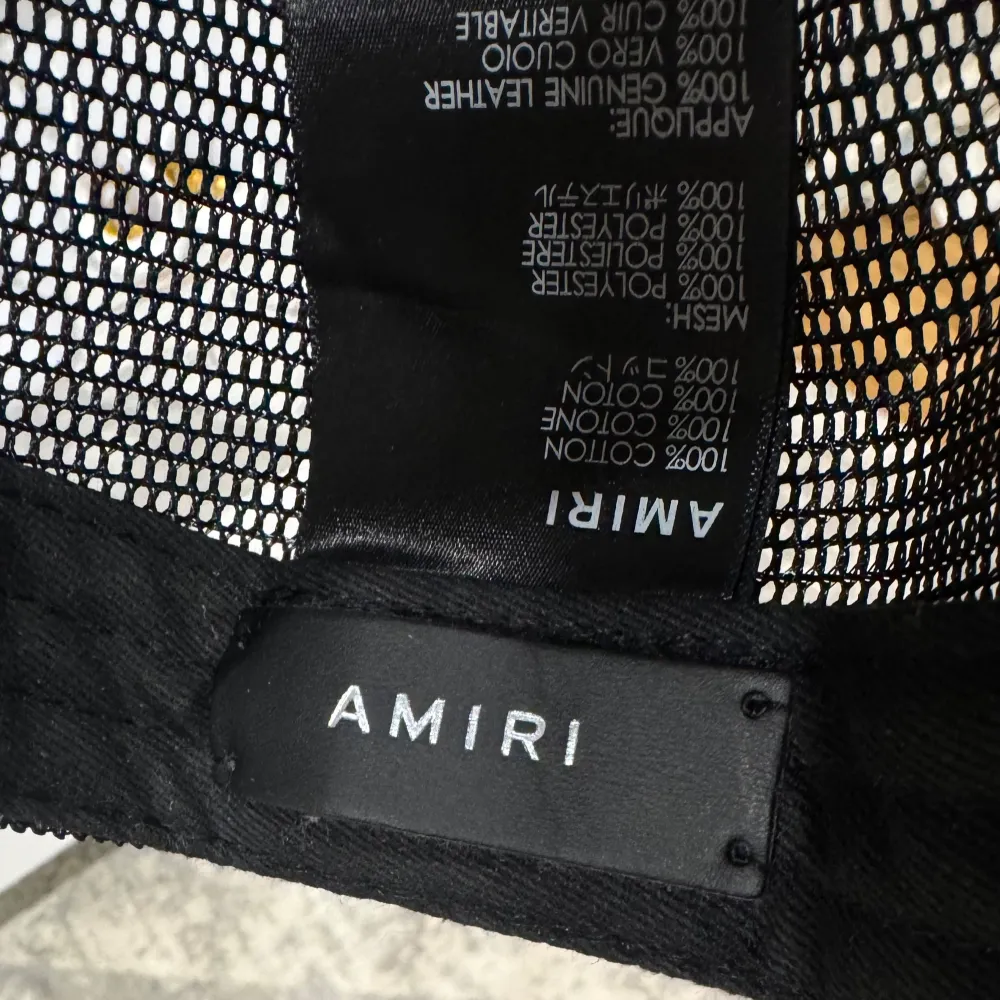 AMIRI
100% COTTON
100% COTONE
100% COTON
100% コットン
MESH:
100% POLYESTER
100% POLIESTERE
100% POLYESTER
100% ポリエステル
APPLIQUE:
100% GENUINE LEATHER
100% VERO CUOIO
100% CUIR VERITABLE
AMIRI